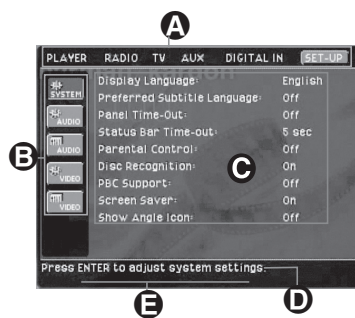 A
PLAYER RADIO TV AUX DIGITAL IN SET-UP
SYSTEM
AUDIO
AUDIO
VIDEO
VIDEO
Display Language: English
Preferred Subtitle Language: Off
Panel Time-Out: Off
Status Bar Time-out: 5 sec
Parental Control: Off
Disc Recognition: On
PBC Support: Off
Screen Saver: On
Show Angle Icon: Off
B
C
Press ENTER to adjust system settings.
D
E